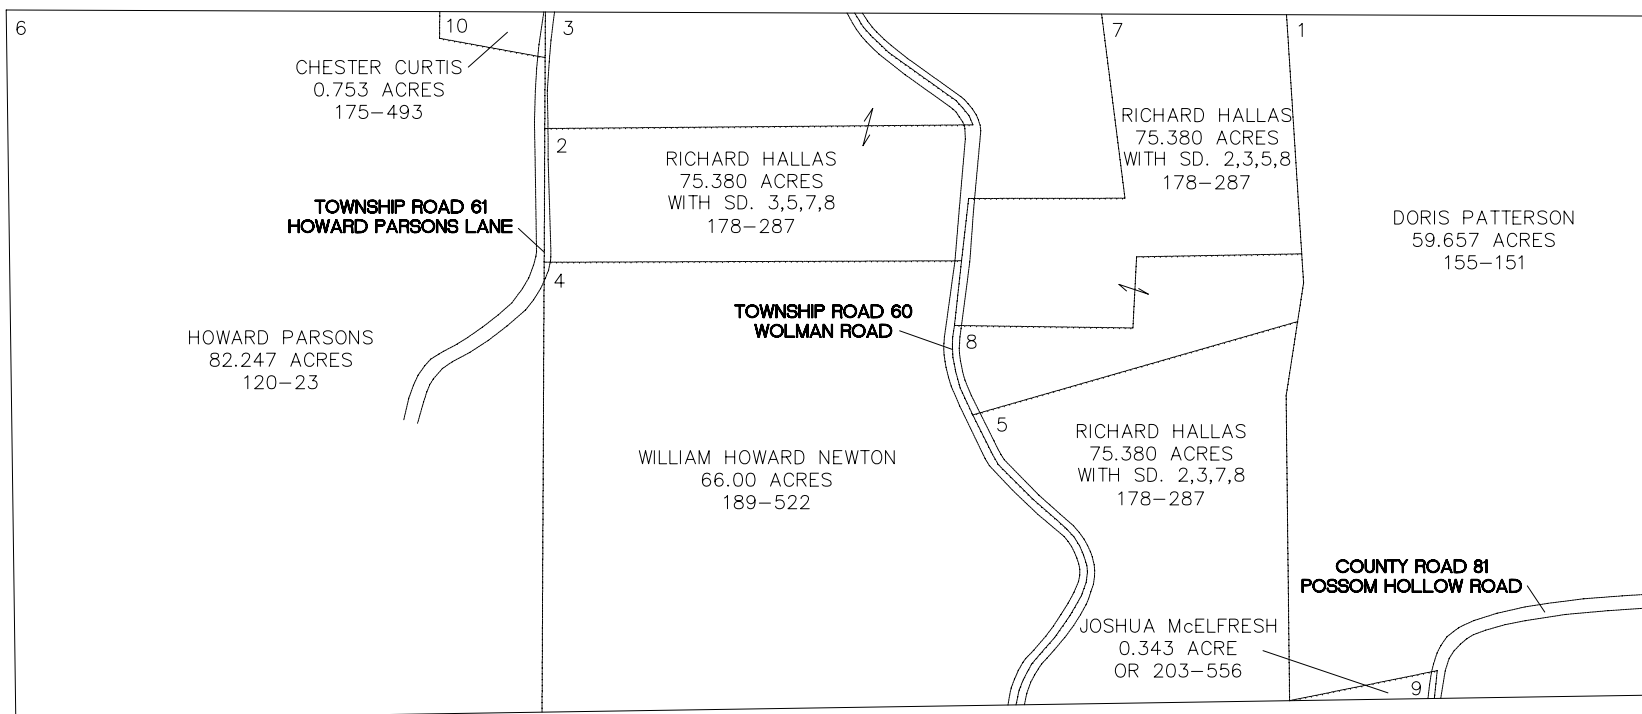 6
10
3
7
1
CHESTER CURTIS
0.753 ACRES
175-493
RICHARD HALLAS
75.380 ACRES
WITH SD. 2,3,5,8
178-287
2
RICHARD HALLAS
75.380 ACRES
WITH SD. 3,5,7,8
178-287
TOWNSHIP ROAD 61
HOWARD PARSONS LANE
DORIS PATTERSON
59.657 ACRES
155-151
4
TOWNSHIP ROAD 60
WOLMAN ROAD
8
HOWARD PARSONS
82.247 ACRES
120-23
5
RICHARD HALLAS
75.380 ACRES
WITH SD. 2,3,7,8
178-287
WILLIAM HOWARD NEWTON
66.00 ACRES
189-522
COUNTY ROAD 81
POSSOM HOLLOW ROAD
JOSHUA McELFRESH
0.343 ACRE
OR 203-556
9